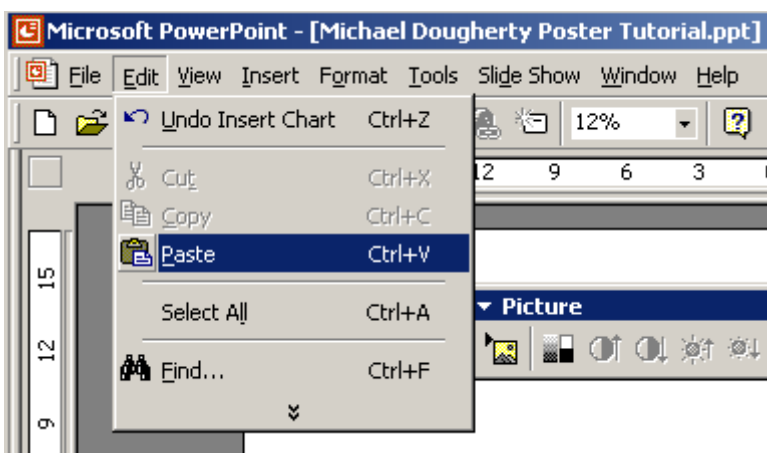 Microsoft PowerPoint - [Michael Dougherty Poster Tutorial.ppt]
File Edit View Insert Format Tools Slide Show Window Help
12%
Undo Insert Chart Ctrl+Z
Cut Ctrl+X
Copy Ctrl+C
Paste Ctrl+V
Select All Ctrl+A
Find... Ctrl+F
12 9 6 3
Picture
15
12
9